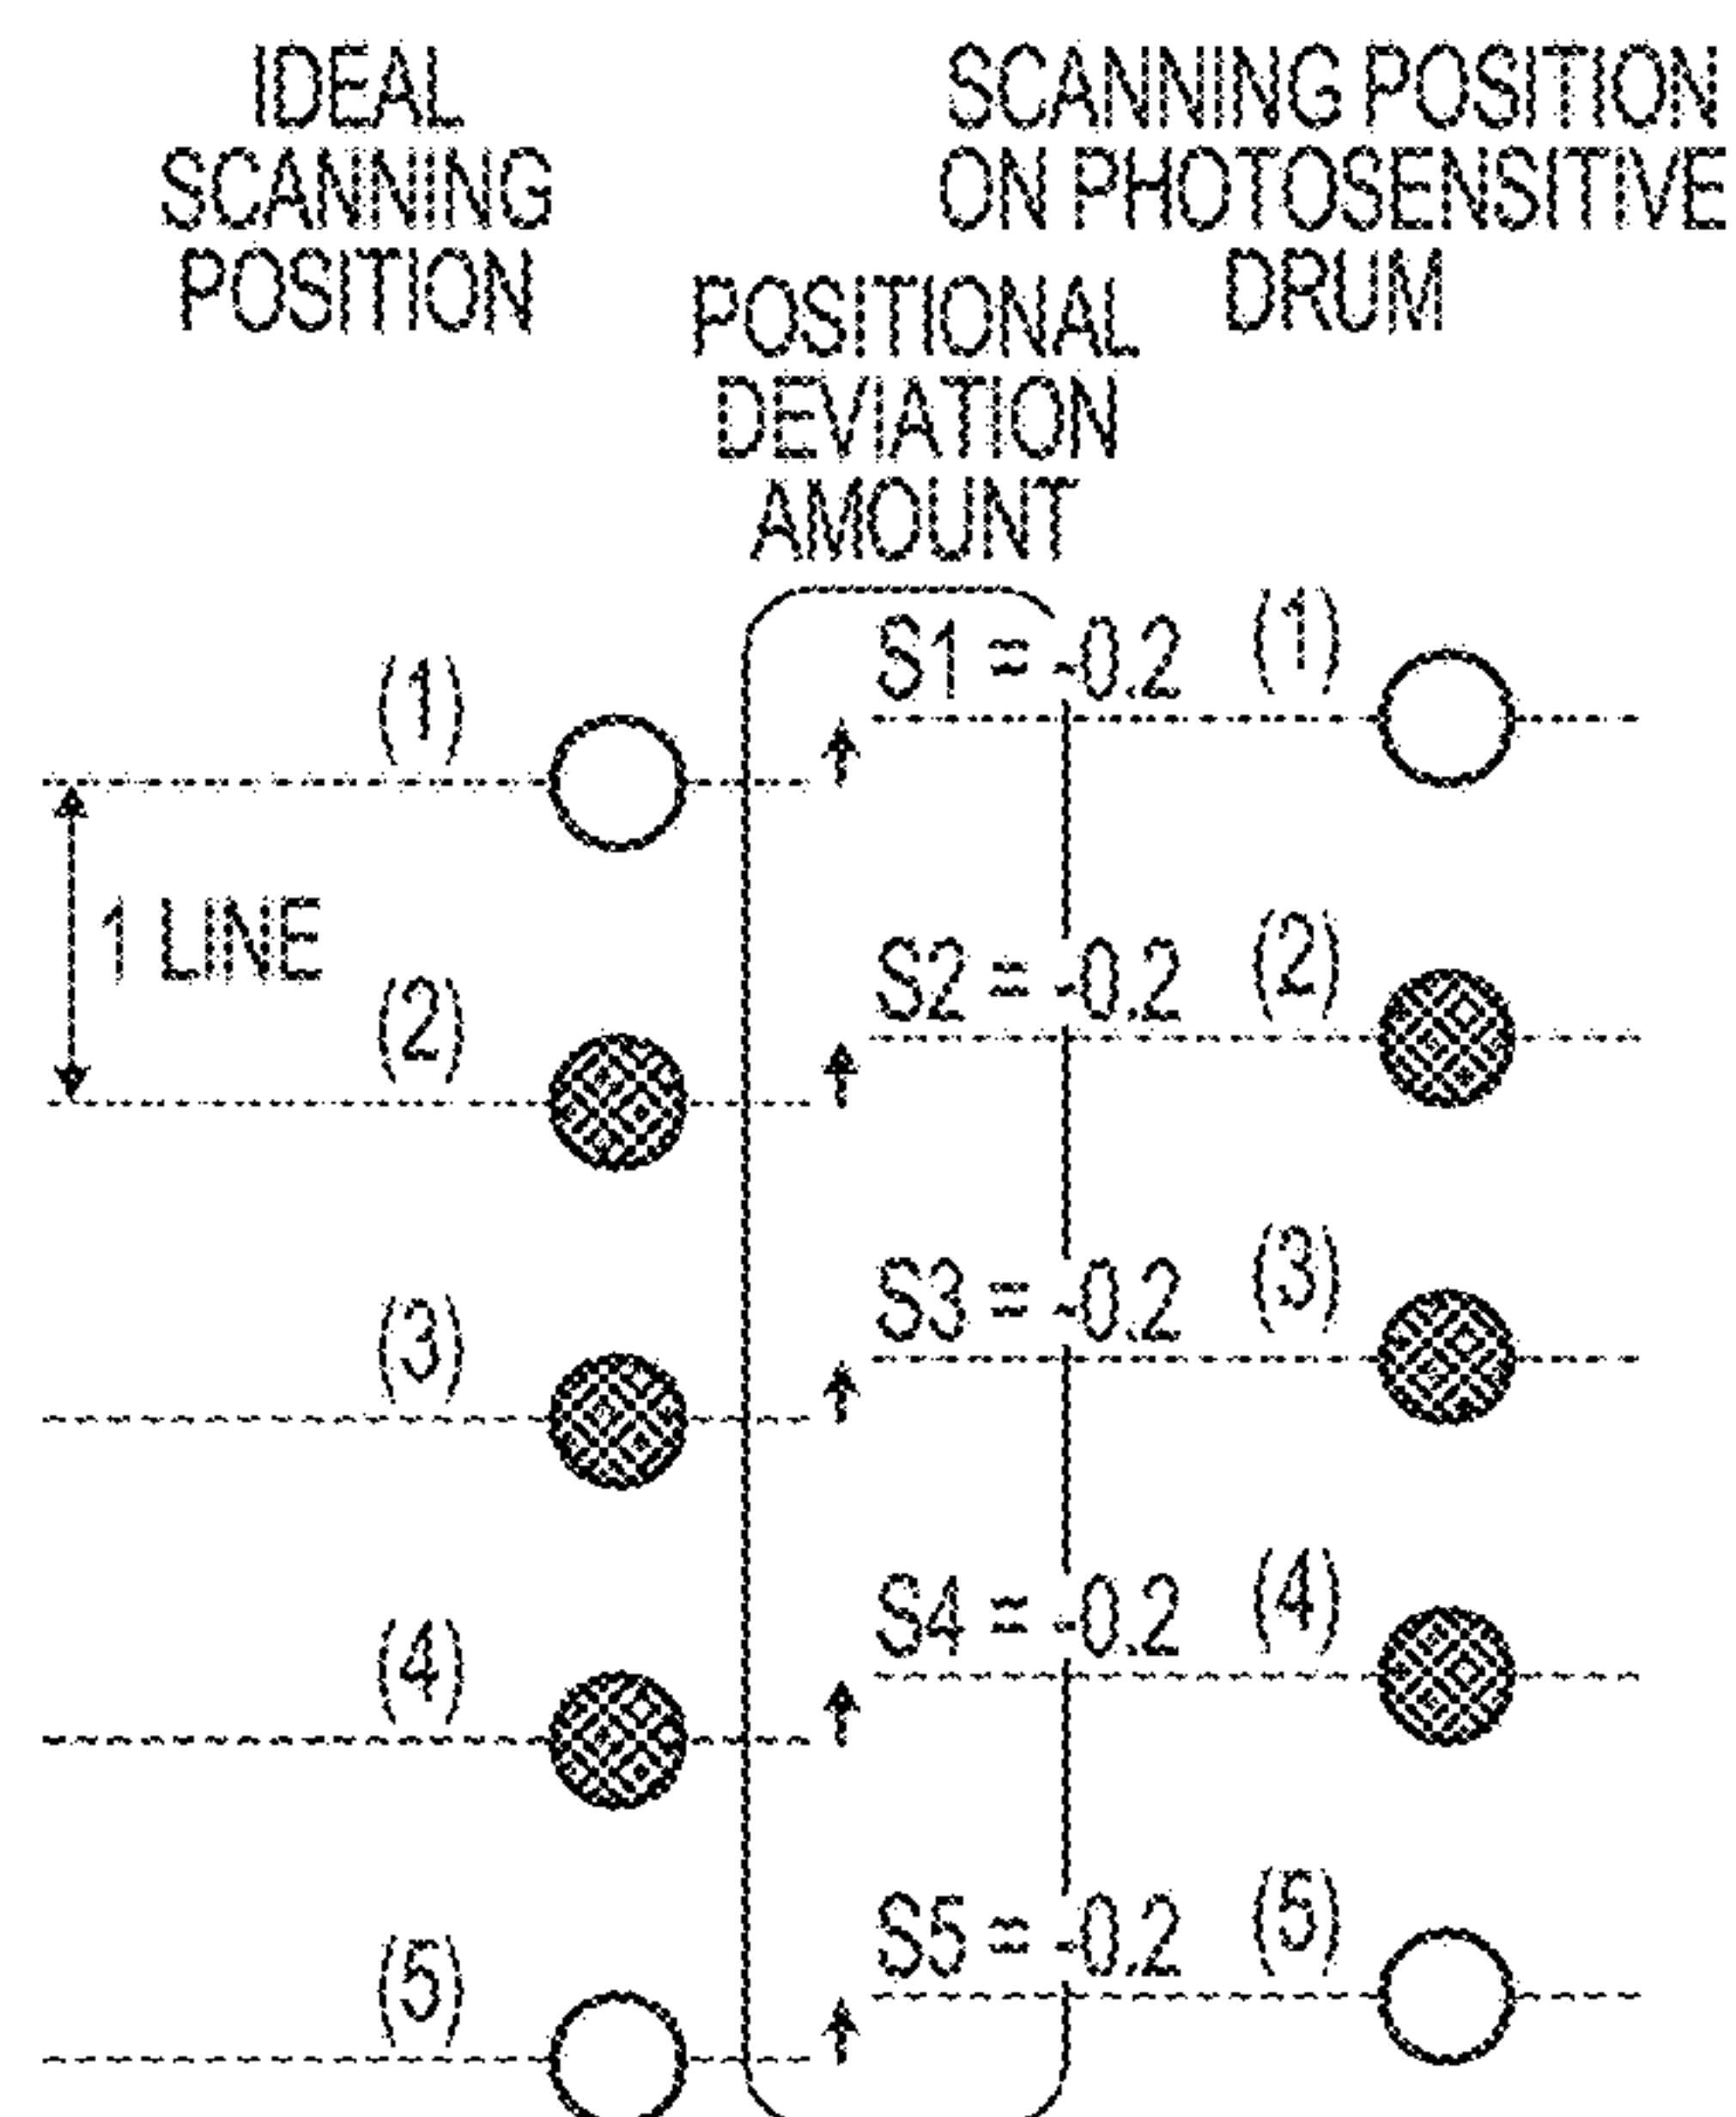 IDEAL
SCANNING
POSITION
SCANNING POSITION
ON PHOTOSENSITIVE
DRUM
POSITIONAL
DEVIATION
AMOUNT
(1)
S1 = -0.2 (1)
1 LINE
(2)
S2 = -0.2 (2)
(3)
S3 = -0.2 (3)
(4)
S4 = -0.2 (4)
(5)
S5 = -0.2 (5)